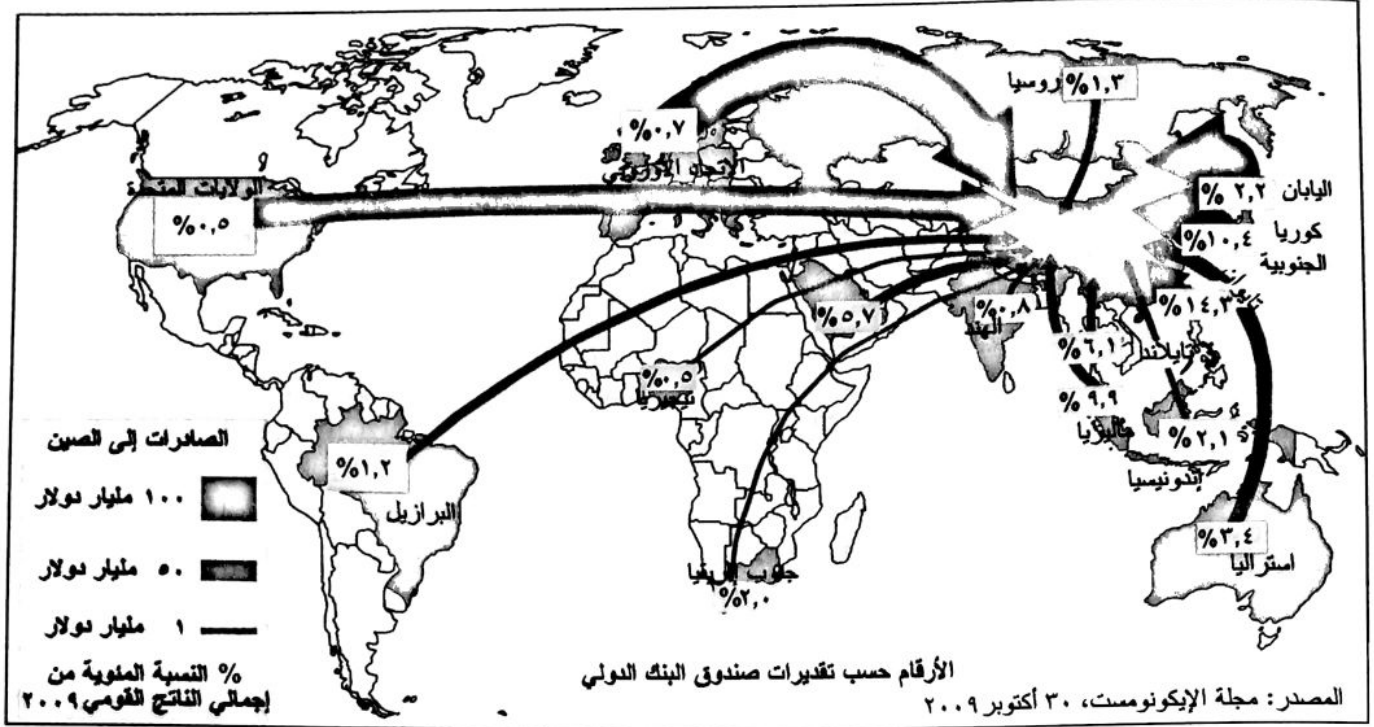 روسيا %١,٣
%٠,٧
الإتحاد الأوروبي
الولايات المتحدة
%٠,٥
% ٢,٢ اليابان
%١٠,٤ كوريا
الجنوبية
%١٤,٣
%٥,٧
%٠,٨
الهند
%٦,١ تايلاند
%٠,٥
نيجيريا
% ٩,٩
ماليزيا
%٢,١
إندونيسيا
%١,٢
البرازيل
%٣,٤
استراليا
جنوب إفريقيا
%٢,٠
الصادرات إلى الصين
١٠٠ مليار دولار
٥٠ مليار دولار
١ مليار دولار
% النسبة المئوية من
إجمالي الناتج القومي ٢٠٠٩
الأرقام حسب تقديرات صندوق البنك الدولي
المصدر: مجلة الإيكونومست، ٣٠ أكتوبر ٢٠٠٩